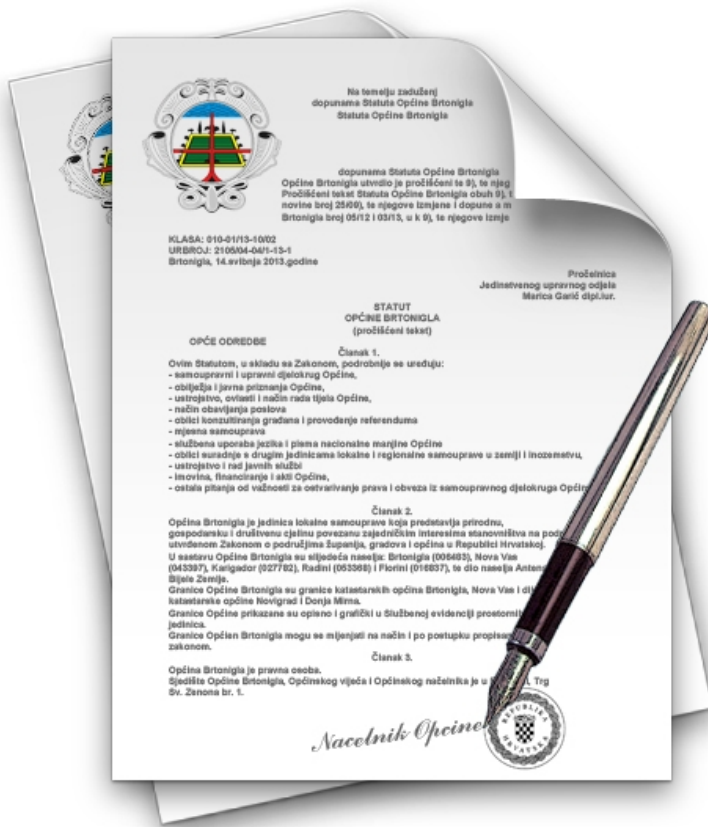 Na temelju zaduženj
dopunama Statuta Općine Brtonigla
Statuta Općine Brtonigla
dopunama Statuta Općine Brtonigla
Općine Brtonigla utvrdio je pročišćeni te 9), te njeg
Pročišćeni tekst Statuta Općine Brtonigla obuh 9), t
novine broj 25/09), te njegove izmjene i dopune a m
Brtonigla broj 05/12 i 03/13, u k 9), te njegove izmje
KLASA: 010-01/13-10/02
URBROJ: 2105/04-04/1-13-1
Brtonigla, 14.svibnja 2013.godine
Pročelnica
Jedinstvenog upravnog odjela
Marica Garić dipl.iur.
STATUT
OPĆINE BRTONIGLA
(pročišćeni tekst)
OPĆE ODREDBE
Članak 1.
Ovim Statutom, u skladu sa Zakonom, podrobnije se uređuju:
- samoupravni i upravni djelokrug Općine,
- obilježja i javna priznanja Općine,
- ustrojstvo, ovlasti i način rada tijela Općine,
- način obavljanja poslova
- oblici konzultiranja građana i provođenje referenduma
- mjesna samouprava
- službena uporaba jezika i pisma nacionalne manjine Općine
- oblici suradnje s drugim jedinicama lokalne i regionalne samouprave u zemlji i inozemstvu,
- ustrojstvo i rad javnih službi
- imovina, financiranje i akti Općine,
- ostala pitanja od važnosti za ostvarivanje prava i obveza iz samoupravnog djelokruga Općin
Članak 2.
Općina Brtonigla je jedinica lokalne samouprave koja predstavlja prirodnu,
gospodarsku i društvenu cjelinu povezanu zajedničkim interesima stanovništva na podr
utvrđenom Zakonom o područjima županija, gradova i općina u Republici Hrvatskoj.
U sastavu Općine Brtonigla su slijedeća naselja: Brtonigla (006483), Nova Vas
(043397), Karigador (027782), Radini (053368) i Fiorini (016837), te dio naselja Antena
Bijele Zemlje.
Granice Općine Brtonigla su granice katastarskih općina Brtonigla, Nova Vas i di
katastarske općine Novigrad i Donja Mirna.
Granice Općine prikazane su opisno i grafički u Službenoj evidenciji prostornih
jedinica.
Granice Općien Brtonigla mogu se mijenjati na način i po postupku propisa
zakonom.
Članak 3.
Općina Brtonigla je pravna osoba.
Sjedište Općine Brtonigla, Općinskog vijeća i Općinskog načelnika je u Trg
Sv. Zenona br. 1.
Nacelnik Opcine
REPUBLIKA
HRVATSKA